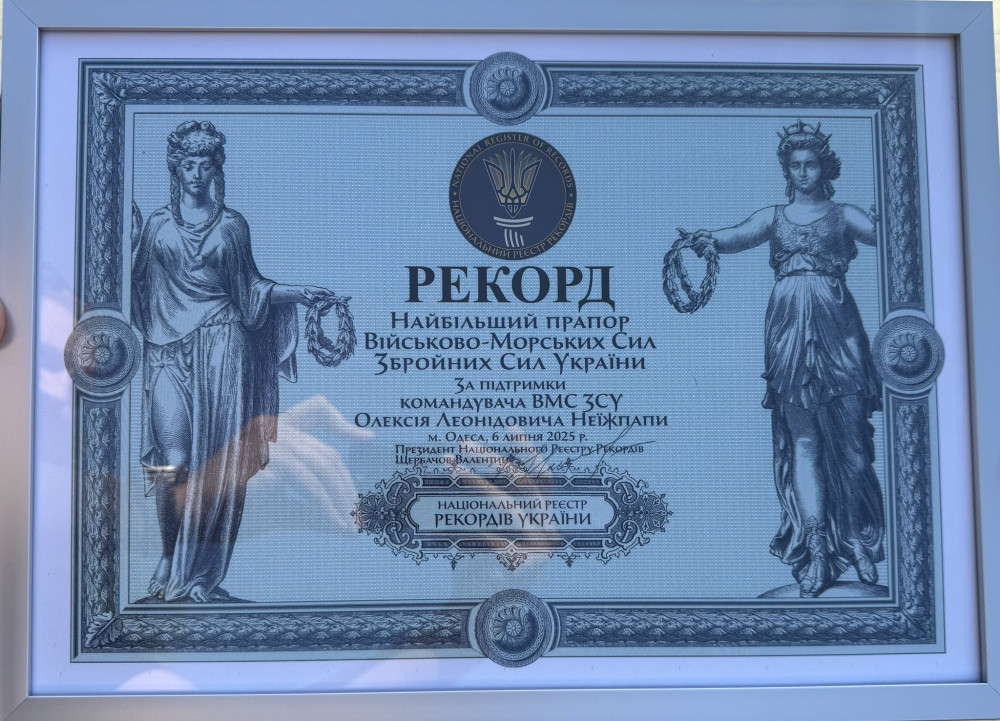 NATIONAL REGISTER OF RECORDS
НАЦІОНАЛЬНИЙ РЕЄСТР РЕКОРДІВ
РЕКОРД
Найбільший прапор
Військово-Морських Сил
Збройних Сил України
За підтримки
командувача ВМС ЗСУ
Олексія Леонідовича Неїжпапи
м. Одеса, 6 липня 2025 р.
Президент Національного Реєстру Рекордів
Щербачов Валентин
НАЦІОНАЛЬНИЙ РЕЄСТР
РЕКОРДІВ УКРАЇНИ